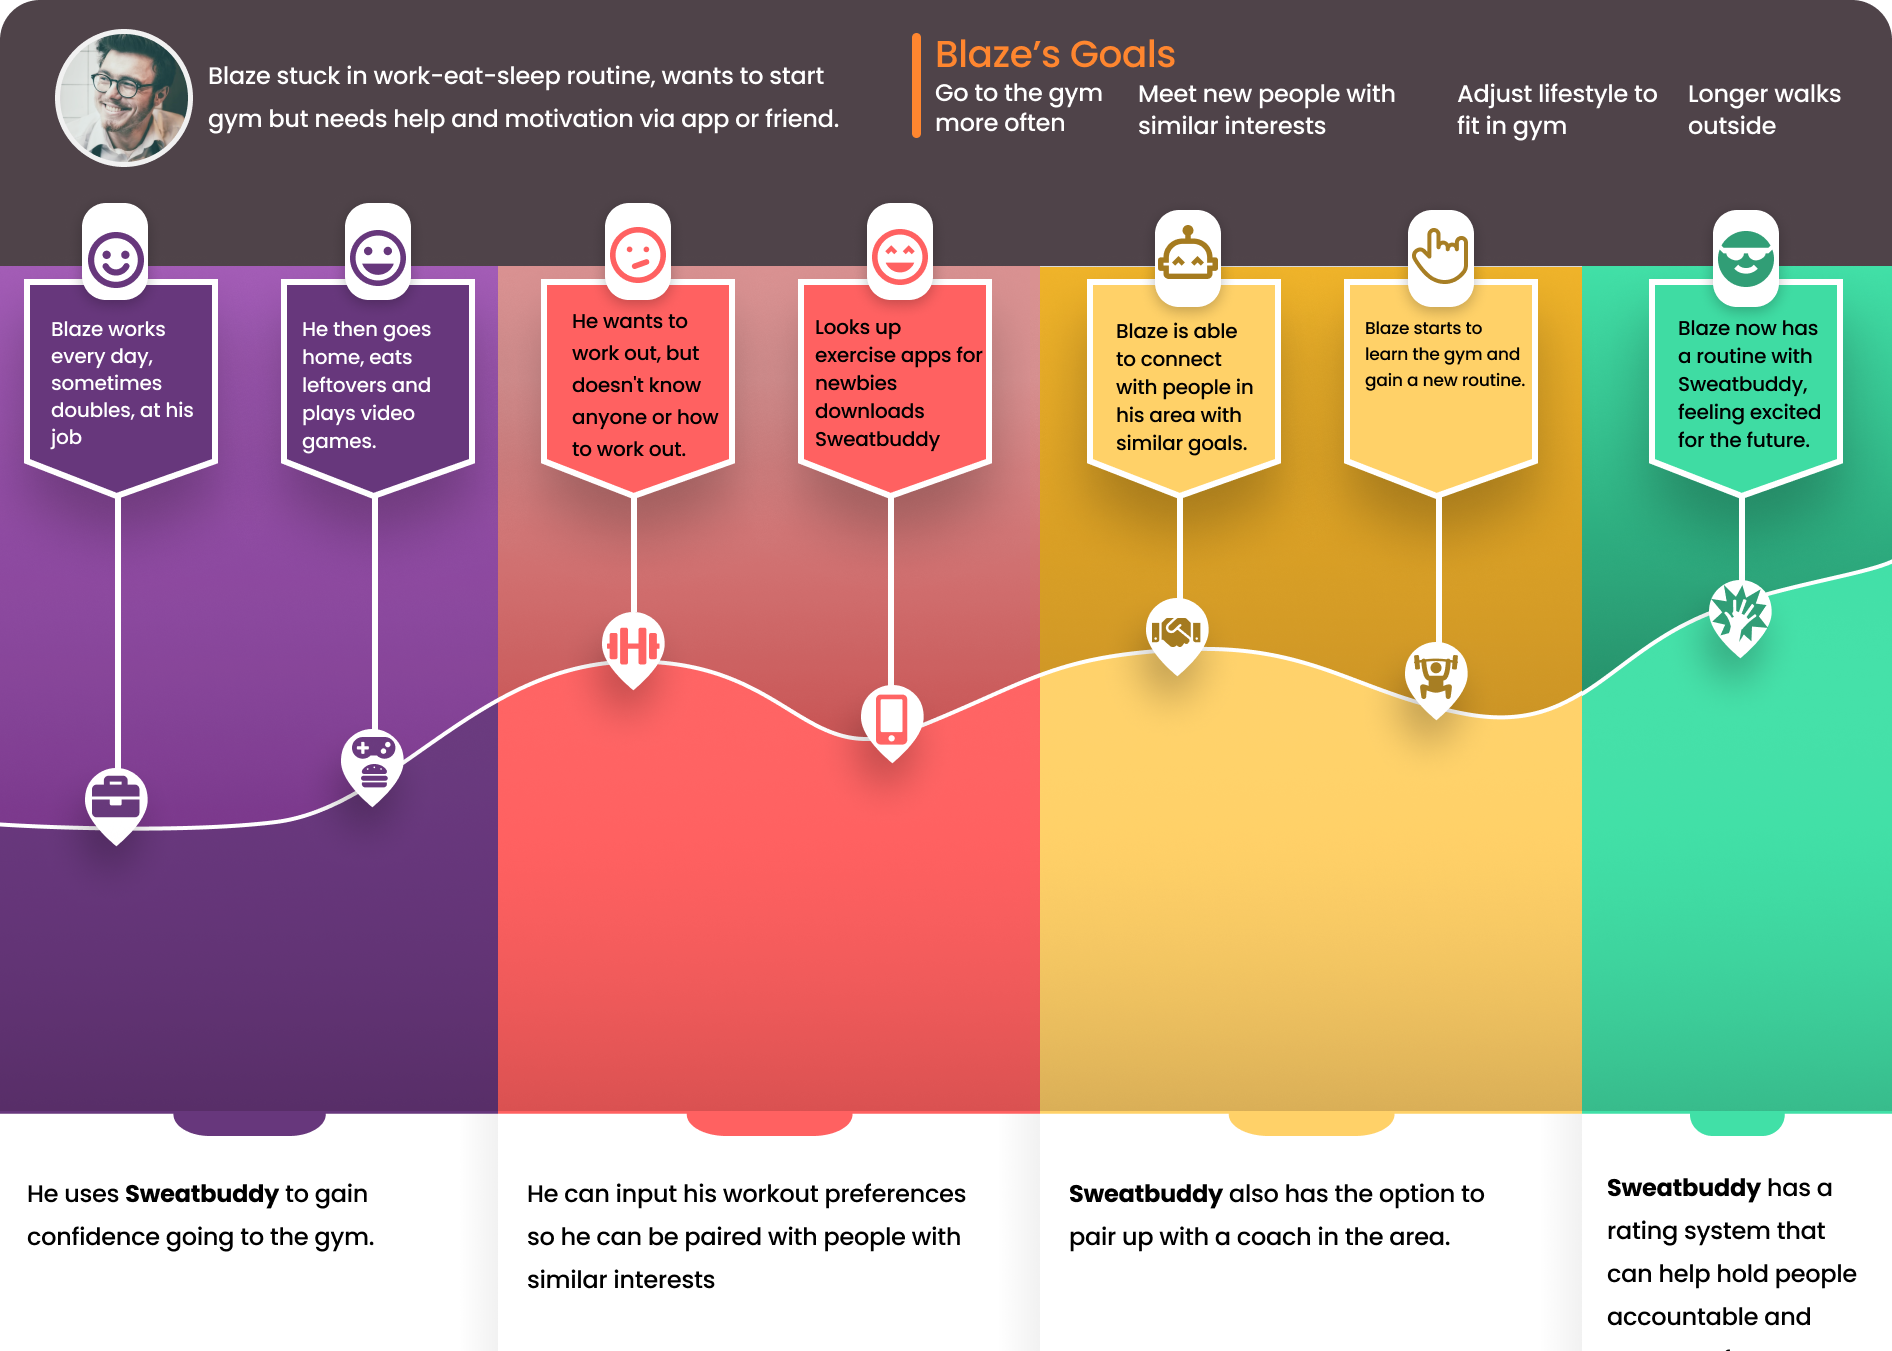 Blaze stuck in work-eat-sleep routine, wants to start
gym but needs help and motivation via app or friend.
Blaze's Goals
Go to the gym
more often
Meet new people with
similar interests
Adjust lifestyle to
fit in gym
Longer walks
outside
Blaze works
every day,
sometimes
doubles, at his
job
He then goes
home, eats
leftovers and
plays video
games.
He wants to
work out, but
doesn't know
anyone or how
to work out.
Looks up
exercise apps for
newbies
downloads
Sweatbuddy
Blaze is able
to connect
with people in
his area with
similar goals.
Blaze starts to
learn the gym and
gain a new routine.
Blaze now has
a routine with
Sweatbuddy,
feeling excited
for the future.
He uses Sweatbuddy to gain
confidence going to the gym.
He can input his workout preferences
so he can be paired with people with
similar interests
Sweatbuddy also has the option to
pair up with a coach in the area.
Sweatbuddy has a
rating system that
can help hold people
accountable and